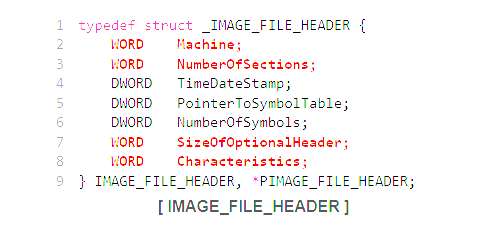 1 typedef struct _IMAGE_FILE_HEADER {
2 WORD Machine;
3 WORD NumberOfSections;
4 DWORD TimeDateStamp;
5 DWORD PointerToSymbolTable;
6 DWORD NumberOfSymbols;
7 WORD SizeOfOptionalHeader;
8 WORD Characteristics;
9 } IMAGE_FILE_HEADER, *PIMAGE_FILE_HEADER;
[ IMAGE_FILE_HEADER ]